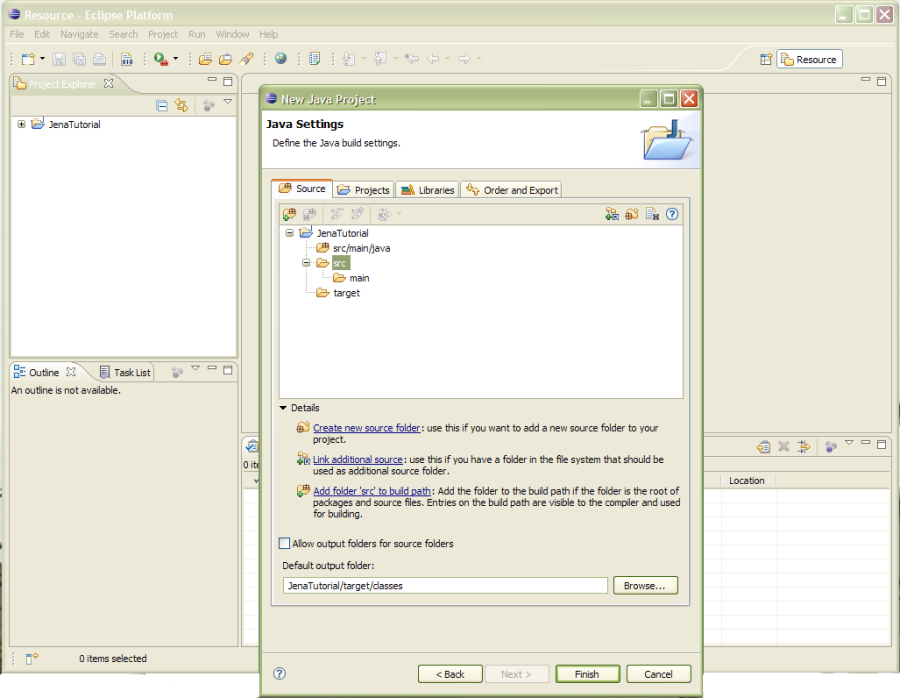 Resource - Eclipse Platform
File Edit Navigate Search Project Run Window Help
Resource
Project Explorer
JenaTutorial
Outline Task List
An outline is not available.
New Java Project
Java Settings
Define the Java build settings.
Source Projects Libraries Order and Export
JenaTutorial
src/main/java
src
main
target
Details
Create new source folder: use this if you want to add a new source folder to your
project.
Link additional source: use this if you have a folder in the file system that should be
used as additional source folder.
Add folder 'src' to build path: Add the folder to the build path if the folder is the root of
packages and source files. Entries on the build path are visible to the compiler and used
for building.
Allow output folders for source folders
Default output folder:
JenaTutorial/target/classes Browse...
< Back Next > Finish Cancel
Location
0 items selected